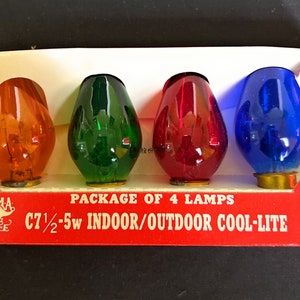 PACKAGE OF 4 LAMPS
C7½-5w INDOOR/OUTDOOR COOL-LITE